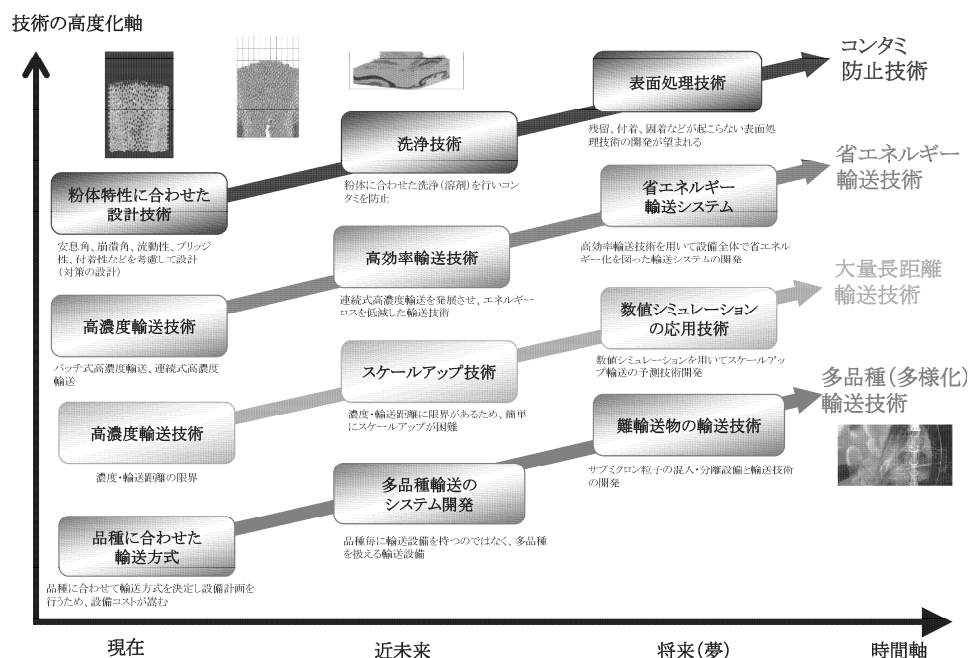 技術の高度化軸
コンタミ
防止技術
表面処理技術
残留、付着、固着などが起こらない表面処
理技術の開発が望まれる
洗浄技術
粉体に合わせた洗浄（溶剤）を行いコン
タミを防止
粉体特性に合わせた
設計技術
安息角、崩潰角、流動性、ブリッジ
性、付着性などを考慮して設計
（対策の設計）
省エネルギー
輸送技術
省エネルギー
輸送システム
高効率輸送技術を用いて設備全体で省エネル
ギー化を図った輸送システムの開発
高効率輸送技術
連続式高濃度輸送を発展させ、エネルギー
ロスを低減した輸送技術
高濃度輸送技術
バッチ式高濃度輸送、連続式高濃度
輸送
大量長距離
輸送技術
数値シミュレーション
の応用技術
数値シミュレーションを用いてスケールアッ
プ輸送の予測技術開発
スケールアップ技術
濃度・輸送距離に限界があるため、簡単
にスケールアップが困難
高濃度輸送技術
濃度・輸送距離の限界
多品種（多様化）
輸送技術
難輸送物の輸送技術
サブミクロン粒子の混入・分離設備と輸送技術
の開発
多品種輸送の
システム開発
品種毎に輸送設備を持つのではなく、多品種
を扱える輸送設備
品種に合わせた
輸送方式
品種に合わせて輸送方式を決定し設備計画を
行うため、設備コストが嵩む
現在
近未来
将来（夢）
時間軸